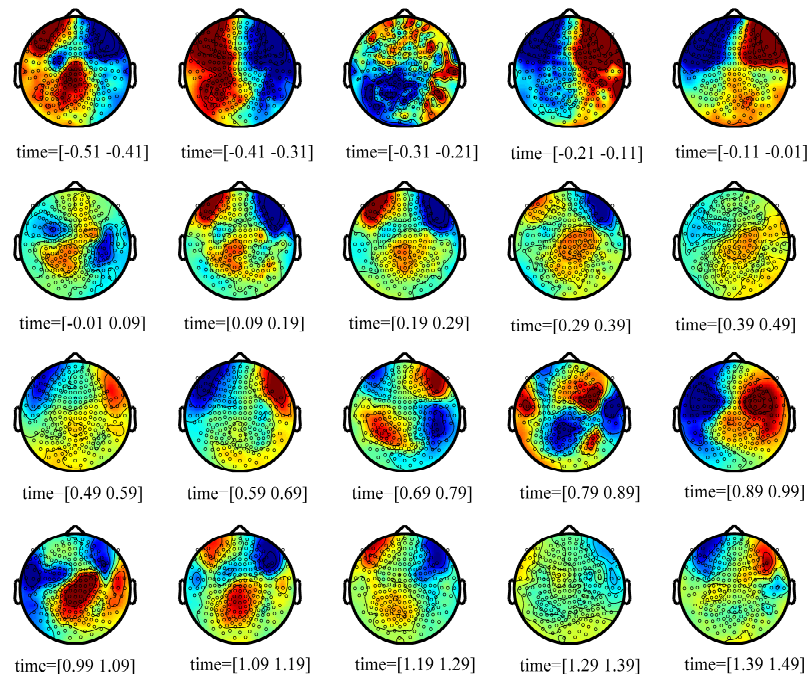 time=[-0.51 -0.41]
time=[-0.41 -0.31]
time=[-0.31 -0.21]
time=[-0.21 -0.11]
time=[-0.11 -0.01]
time=[-0.01 0.09]
time=[0.09 0.19]
time=[0.19 0.29]
time=[0.29 0.39]
time=[0.39 0.49]
time=[0.49 0.59]
time=[0.59 0.69]
time=[0.69 0.79]
time=[0.79 0.89]
time=[0.89 0.99]
time=[0.99 1.09]
time=[1.09 1.19]
time=[1.19 1.29]
time=[1.29 1.39]
time=[1.39 1.49]